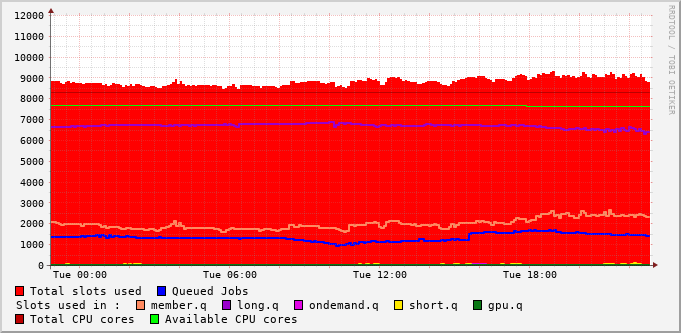 12000
11000
10000
9000
8000
7000
6000
5000
4000
3000
2000
1000
0
Tue 00:00 Tue 06:00 Tue 12:00 Tue 18:00
RRDTOOL / TOBI OETIKER
Total slots used Queued Jobs
Slots used in : member.q long.q ondemand.q short.q gpu.q
Total CPU cores Available CPU cores